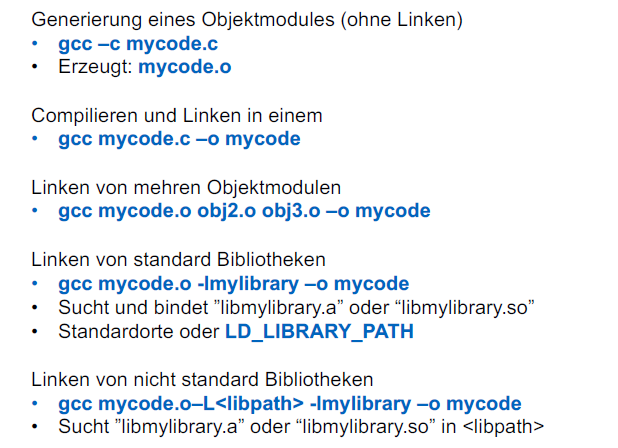 Generierung eines Objektmodules (ohne Linken)
• gcc –c mycode.c
• Erzeugt: mycode.o
Compilieren und Linken in einem
• gcc mycode.c –o mycode
Linken von mehren Objektmodulen
• gcc mycode.o obj2.o obj3.o –o mycode
Linken von standard Bibliotheken
• gcc mycode.o -lmylibrary –o mycode
• Sucht und bindet ”libmylibrary.a” oder “libmylibrary.so”
• Standardorte oder LD_LIBRARY_PATH
Linken von nicht standard Bibliotheken
• gcc mycode.o–L<libpath> -lmylibrary –o mycode
• Sucht ”libmylibrary.a” oder “libmylibrary.so” in <libpath>